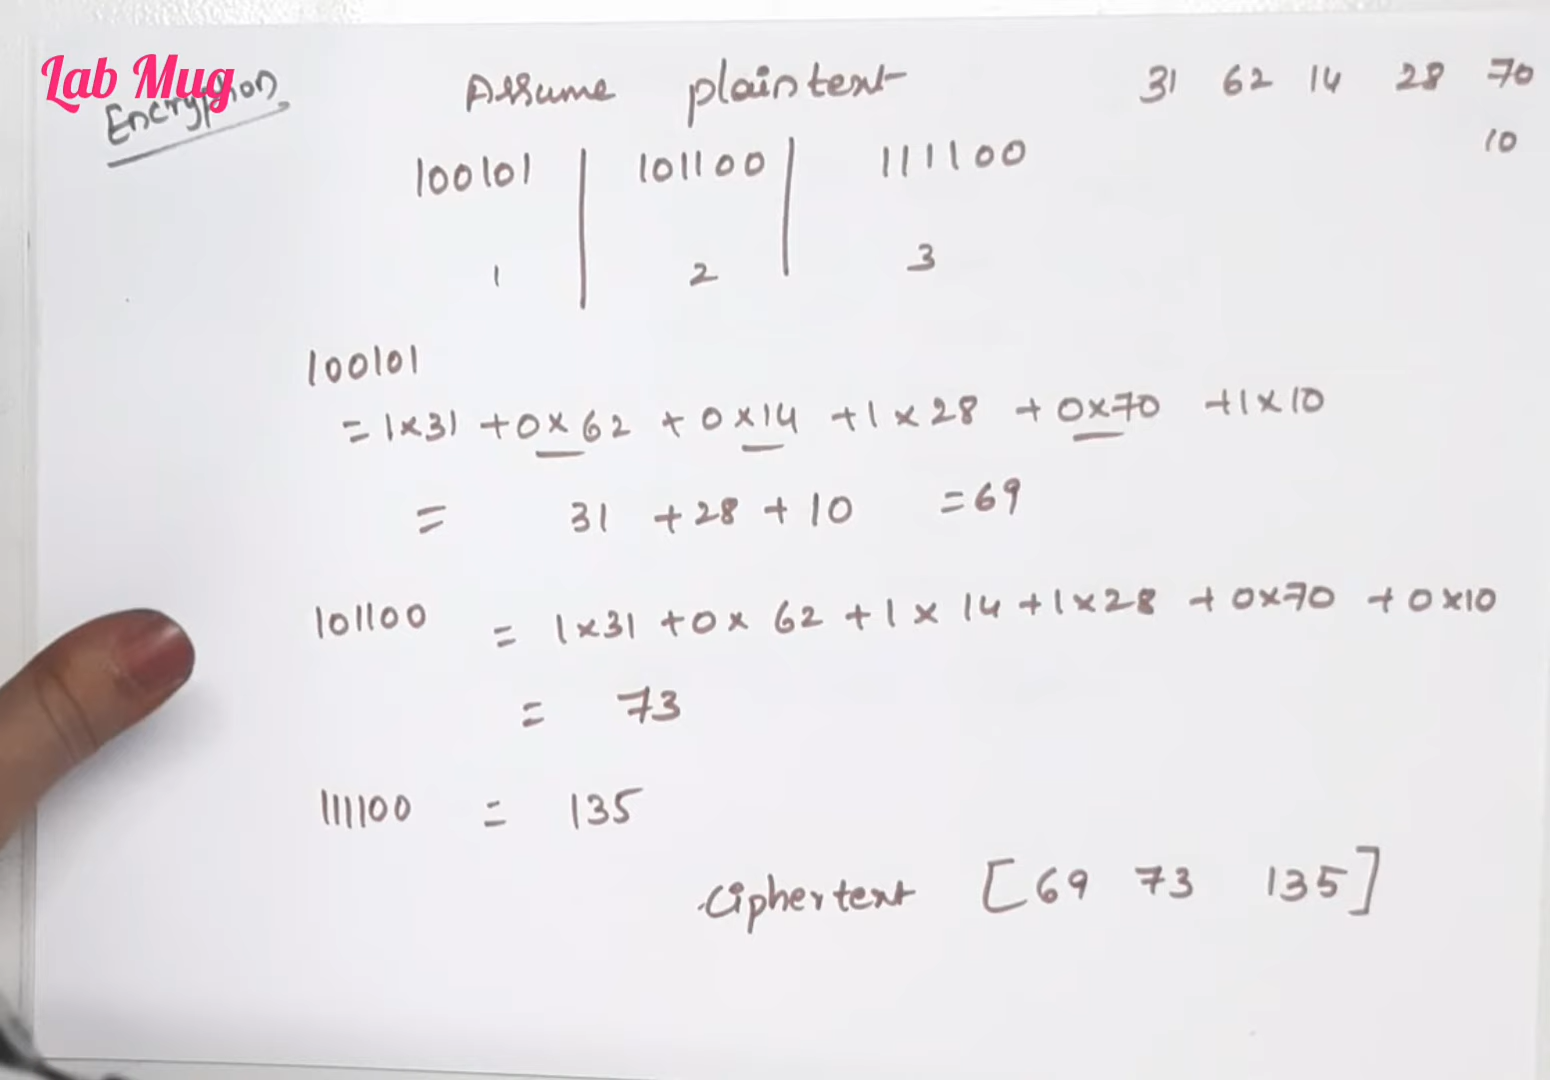 Lab Mug
Encryption
Assume plaintext
31 62 14 28 70
10
100101 | 101100 | 111100
1 2 3
100101
= 1×31 + 0×62 + 0×14 + 1×28 + 0×70 + 1×10
= 31 + 28 + 10 = 69
101100 = 1×31 + 0×62 + 1×14 + 1×28 + 0×70 + 0×10
= 73
111100 = 135
Ciphertext [69 73 135]